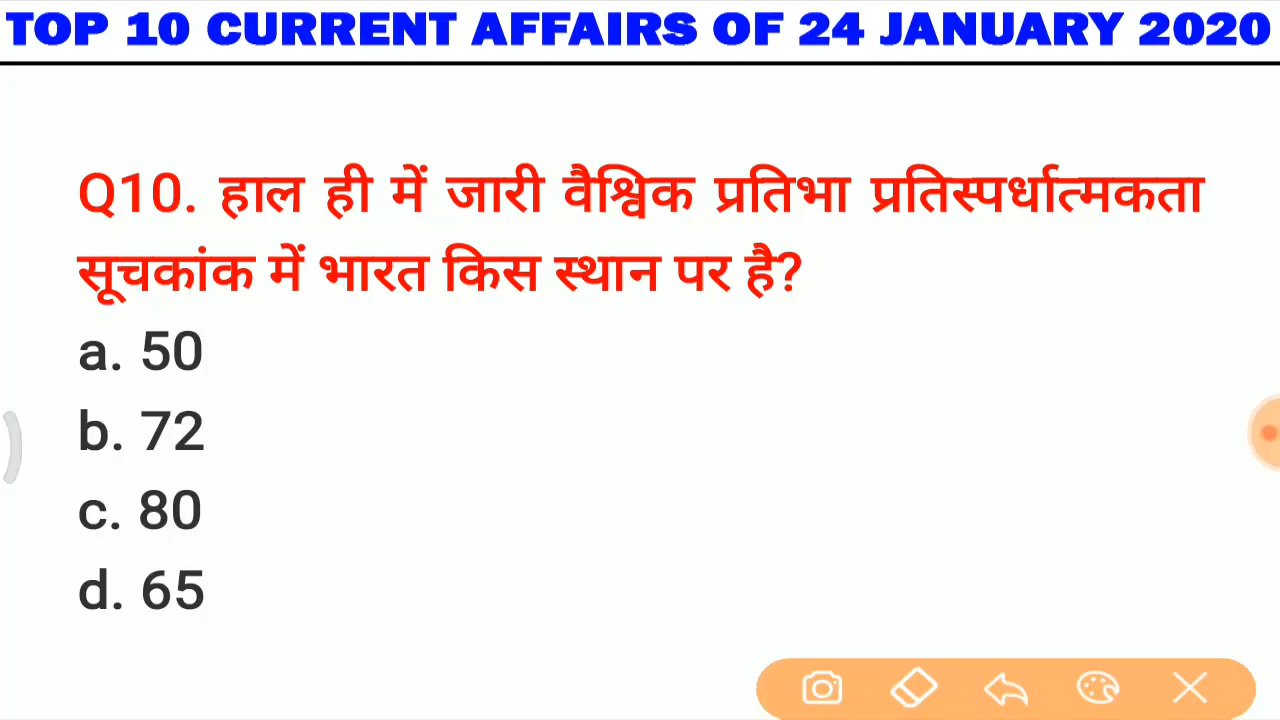 TOP 10 CURRENT AFFAIRS OF 24 JANUARY 2020
Q10. हाल ही में जारी वैश्विक प्रतिभा प्रतिस्पर्धात्मकता
सूचकांक में भारत किस स्थान पर है?
a. 50
b. 72
c. 80
d. 65